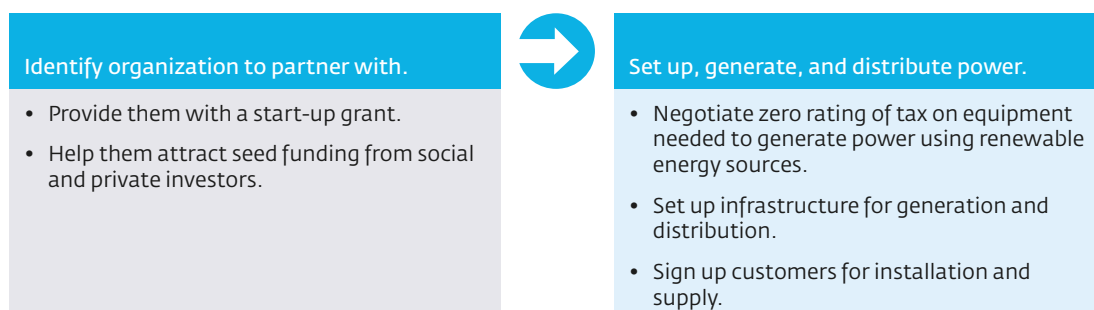 Identify organization to partner with.
• Provide them with a start-up grant.
• Help them attract seed funding from social
and private investors.
Set up, generate, and distribute power.
• Negotiate zero rating of tax on equipment
needed to generate power using renewable
energy sources.
• Set up infrastructure for generation and
distribution.
• Sign up customers for installation and
supply.